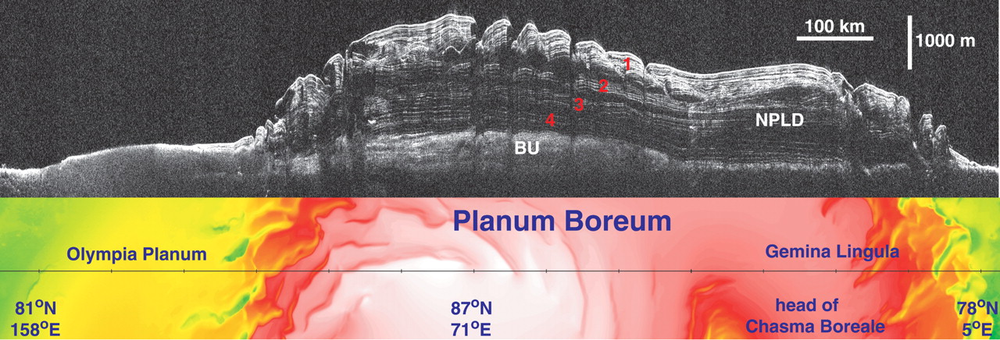 100 km
1000 m
1
2
3
4
NPLD
BU
Planum Boreum
Olympia Planum
Gemina Lingula
81°N
158°E
87°N
71°E
head of
Chasma Boreale
78°N
5°E